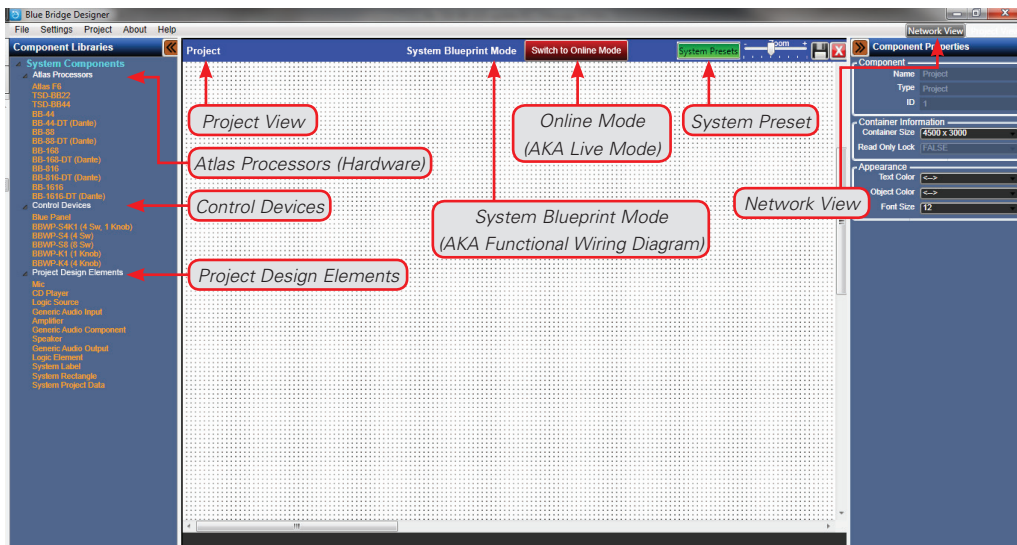 Blue Bridge Designer
File Settings Project About Help
Network View
Component Libraries
System Components
Atlas Processors
Atlas F6
TSD-BB22
TSD-BB44
BB-44
BB-44-DT (Dante)
BB-88
BB-88-DT (Dante)
BB-168
BB-168-DT (Dante)
BB-816
BB-816-DT (Dante)
BB-1616
BB-1616-DT (Dante)
Control Devices
Blue Panel
BBWP-S4K1 (4 Sw, 1 Knob)
BBWP-S4 (4 Sw)
BBWP-S8 (8 Sw)
BBWP-K1 (1 Knob)
BBWP-K4 (4 Knob)
Project Design Elements
Mic
CD Player
Logic Source
Generic Audio Input
Amplifier
Generic Audio Component
Speaker
Generic Audio Output
Logic Element
System Label
System Rectangle
System Project Data
Project System Blueprint Mode Switch to Online Mode System Presets - Zoom +
Project View
Online Mode
(AKA Live Mode)
System Preset
Atlas Processors (Hardware)
Control Devices
System Blueprint Mode
(AKA Functional Wiring Diagram)
Network View
Project Design Elements
Component Properties
Component
Name Project
Type Project
ID 1
Container Information
Container Size 4500 x 3000
Read Only Lock FALSE
Appearance
Text Color <-->
Object Color <-->
Font Size 12